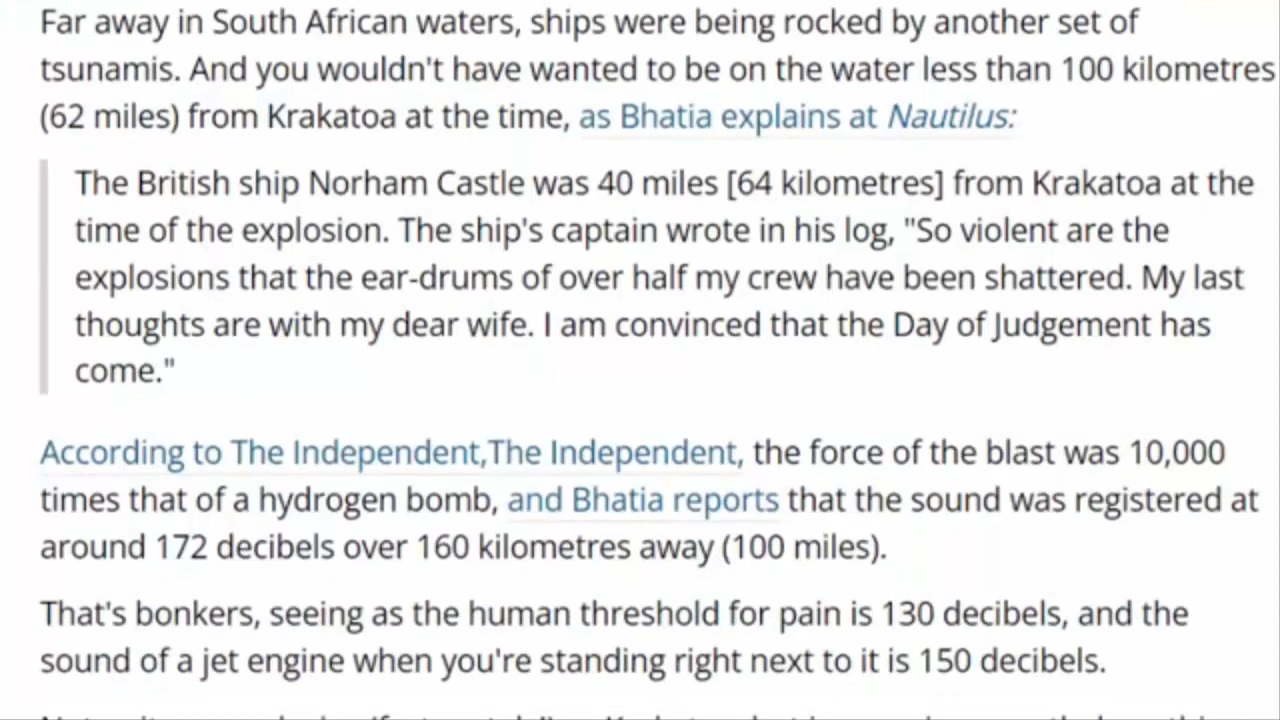 Far away in South African waters, ships were being rocked by another set of
tsunamis. And you wouldn't have wanted to be on the water less than 100 kilometres
(62 miles) from Krakatoa at the time, as Bhatia explains at Nautilus:
The British ship Norham Castle was 40 miles [64 kilometres] from Krakatoa at the
time of the explosion. The ship's captain wrote in his log, "So violent are the
explosions that the ear-drums of over half my crew have been shattered. My last
thoughts are with my dear wife. I am convinced that the Day of Judgement has
come."
According to The Independent,The Independent, the force of the blast was 10,000
times that of a hydrogen bomb, and Bhatia reports that the sound was registered at
around 172 decibels over 160 kilometres away (100 miles).
That's bonkers, seeing as the human threshold for pain is 130 decibels, and the
sound of a jet engine when you're standing right next to it is 150 decibels.